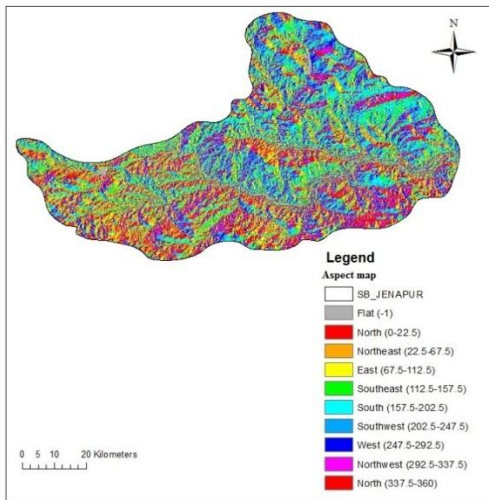 N
Legend
Aspect map
SB_JENAPUR
Flat (-1)
North (0-22.5)
Northeast (22.5-67.5)
East (67.5-112.5)
Southeast (112.5-157.5)
South (157.5-202.5)
Southwest (202.5-247.5)
West (247.5-292.5)
Northwest (292.5-337.5)
North (337.5-360)
0 5 10 20 Kilometers